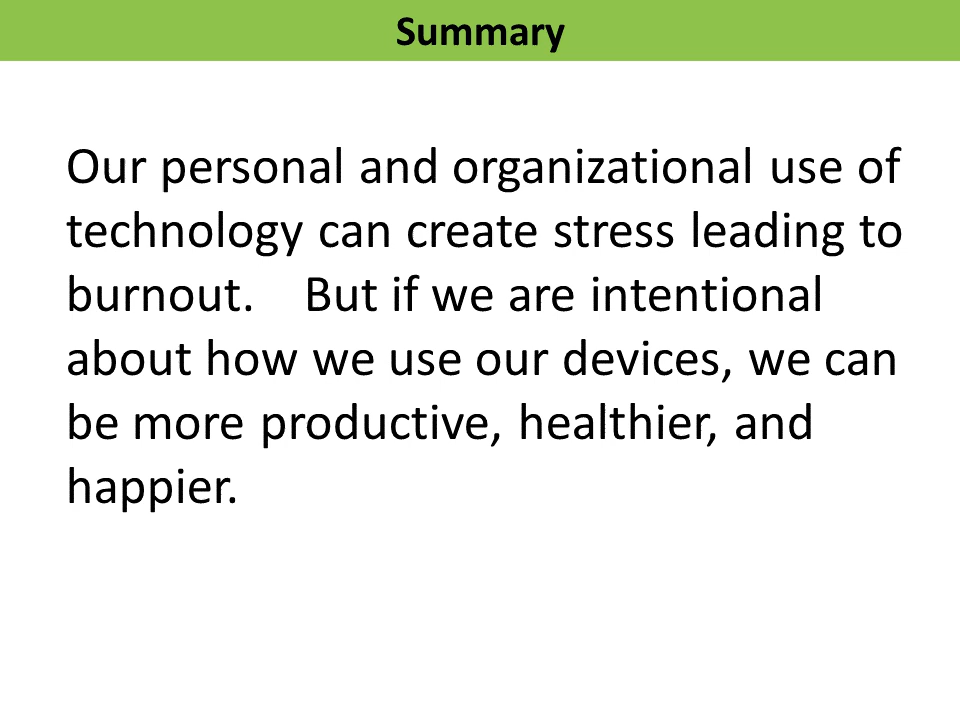 Summary
Our personal and organizational use of
technology can create stress leading to
burnout.    But if we are intentional
about how we use our devices, we can
be more productive, healthier, and
happier.